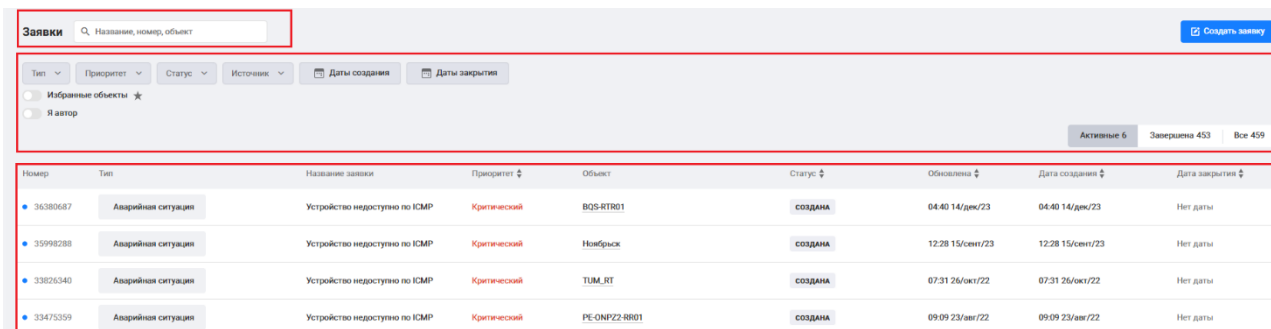 Заявки Название, номер, объект Создать заявку
Тип Приоритет Статус Источник Даты создания Даты закрытия
Избранные объекты
Я автор
Активные 6 Завершена 453 Все 459
Номер Тип Название заявки Приоритет Объект Статус Обновлена Дата создания Дата закрытия
36380687 Аварийная ситуация Устройство недоступно по ICMP Критический BQS-RTR01 СОЗДАНА 04:40 14/дек/23 04:40 14/дек/23 Нет даты
35998288 Аварийная ситуация Устройство недоступно по ICMP Критический Ноябрьск СОЗДАНА 12:28 15/сент/23 12:28 15/сент/23 Нет даты
33826340 Аварийная ситуация Устройство недоступно по ICMP Критический TUM_RT СОЗДАНА 07:31 26/окт/22 07:31 26/окт/22 Нет даты
33475359 Аварийная ситуация Устройство недоступно по ICMP Критический PE-ONPZ2-RR01 СОЗДАНА 09:09 23/авг/22 09:09 23/авг/22 Нет даты